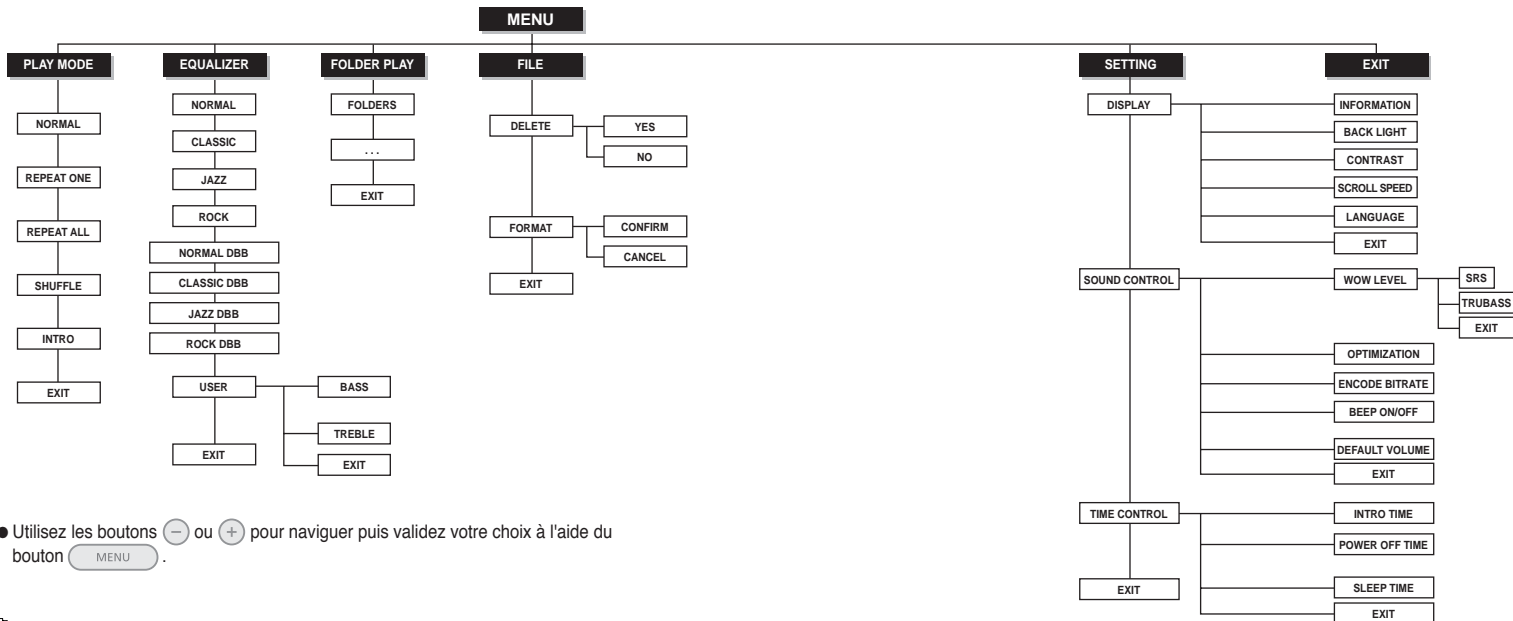 MENU
PLAY MODE
NORMAL
REPEAT ONE
REPEAT ALL
SHUFFLE
INTRO
EXIT
EQUALIZER
NORMAL
CLASSIC
JAZZ
ROCK
NORMAL DBB
CLASSIC DBB
JAZZ DBB
ROCK DBB
USER
BASS
TREBLE
EXIT
EXIT
FOLDER PLAY
FOLDERS
. . .
EXIT
FILE
DELETE
YES
NO
FORMAT
CONFIRM
CANCEL
EXIT
SETTING
DISPLAY
INFORMATION
BACK LIGHT
CONTRAST
SCROLL SPEED
LANGUAGE
EXIT
SOUND CONTROL
WOW LEVEL
SRS
TRUBASS
EXIT
OPTIMIZATION
ENCODE BITRATE
BEEP ON/OFF
DEFAULT VOLUME
EXIT
TIME CONTROL
INTRO TIME
POWER OFF TIME
SLEEP TIME
EXIT
EXIT
EXIT
● Utilisez les boutons − ou + pour naviguer puis validez votre choix à l'aide du
bouton MENU .